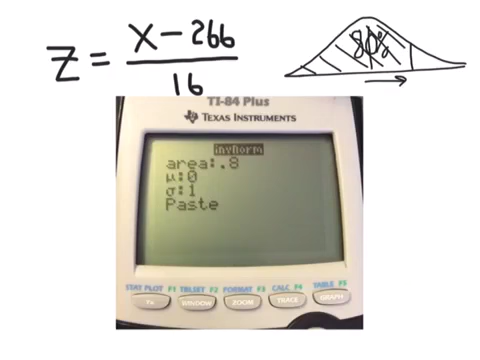 Z = X - 266 / 16
80%
TI-84 Plus
TEXAS INSTRUMENTS
invNorm
area:.8
μ:0
σ:1
Paste
STAT PLOT F1 TBLSET F2 FORMAT F3 CALC F4 TABLE F5
Y= WINDOW ZOOM TRACE GRAPH